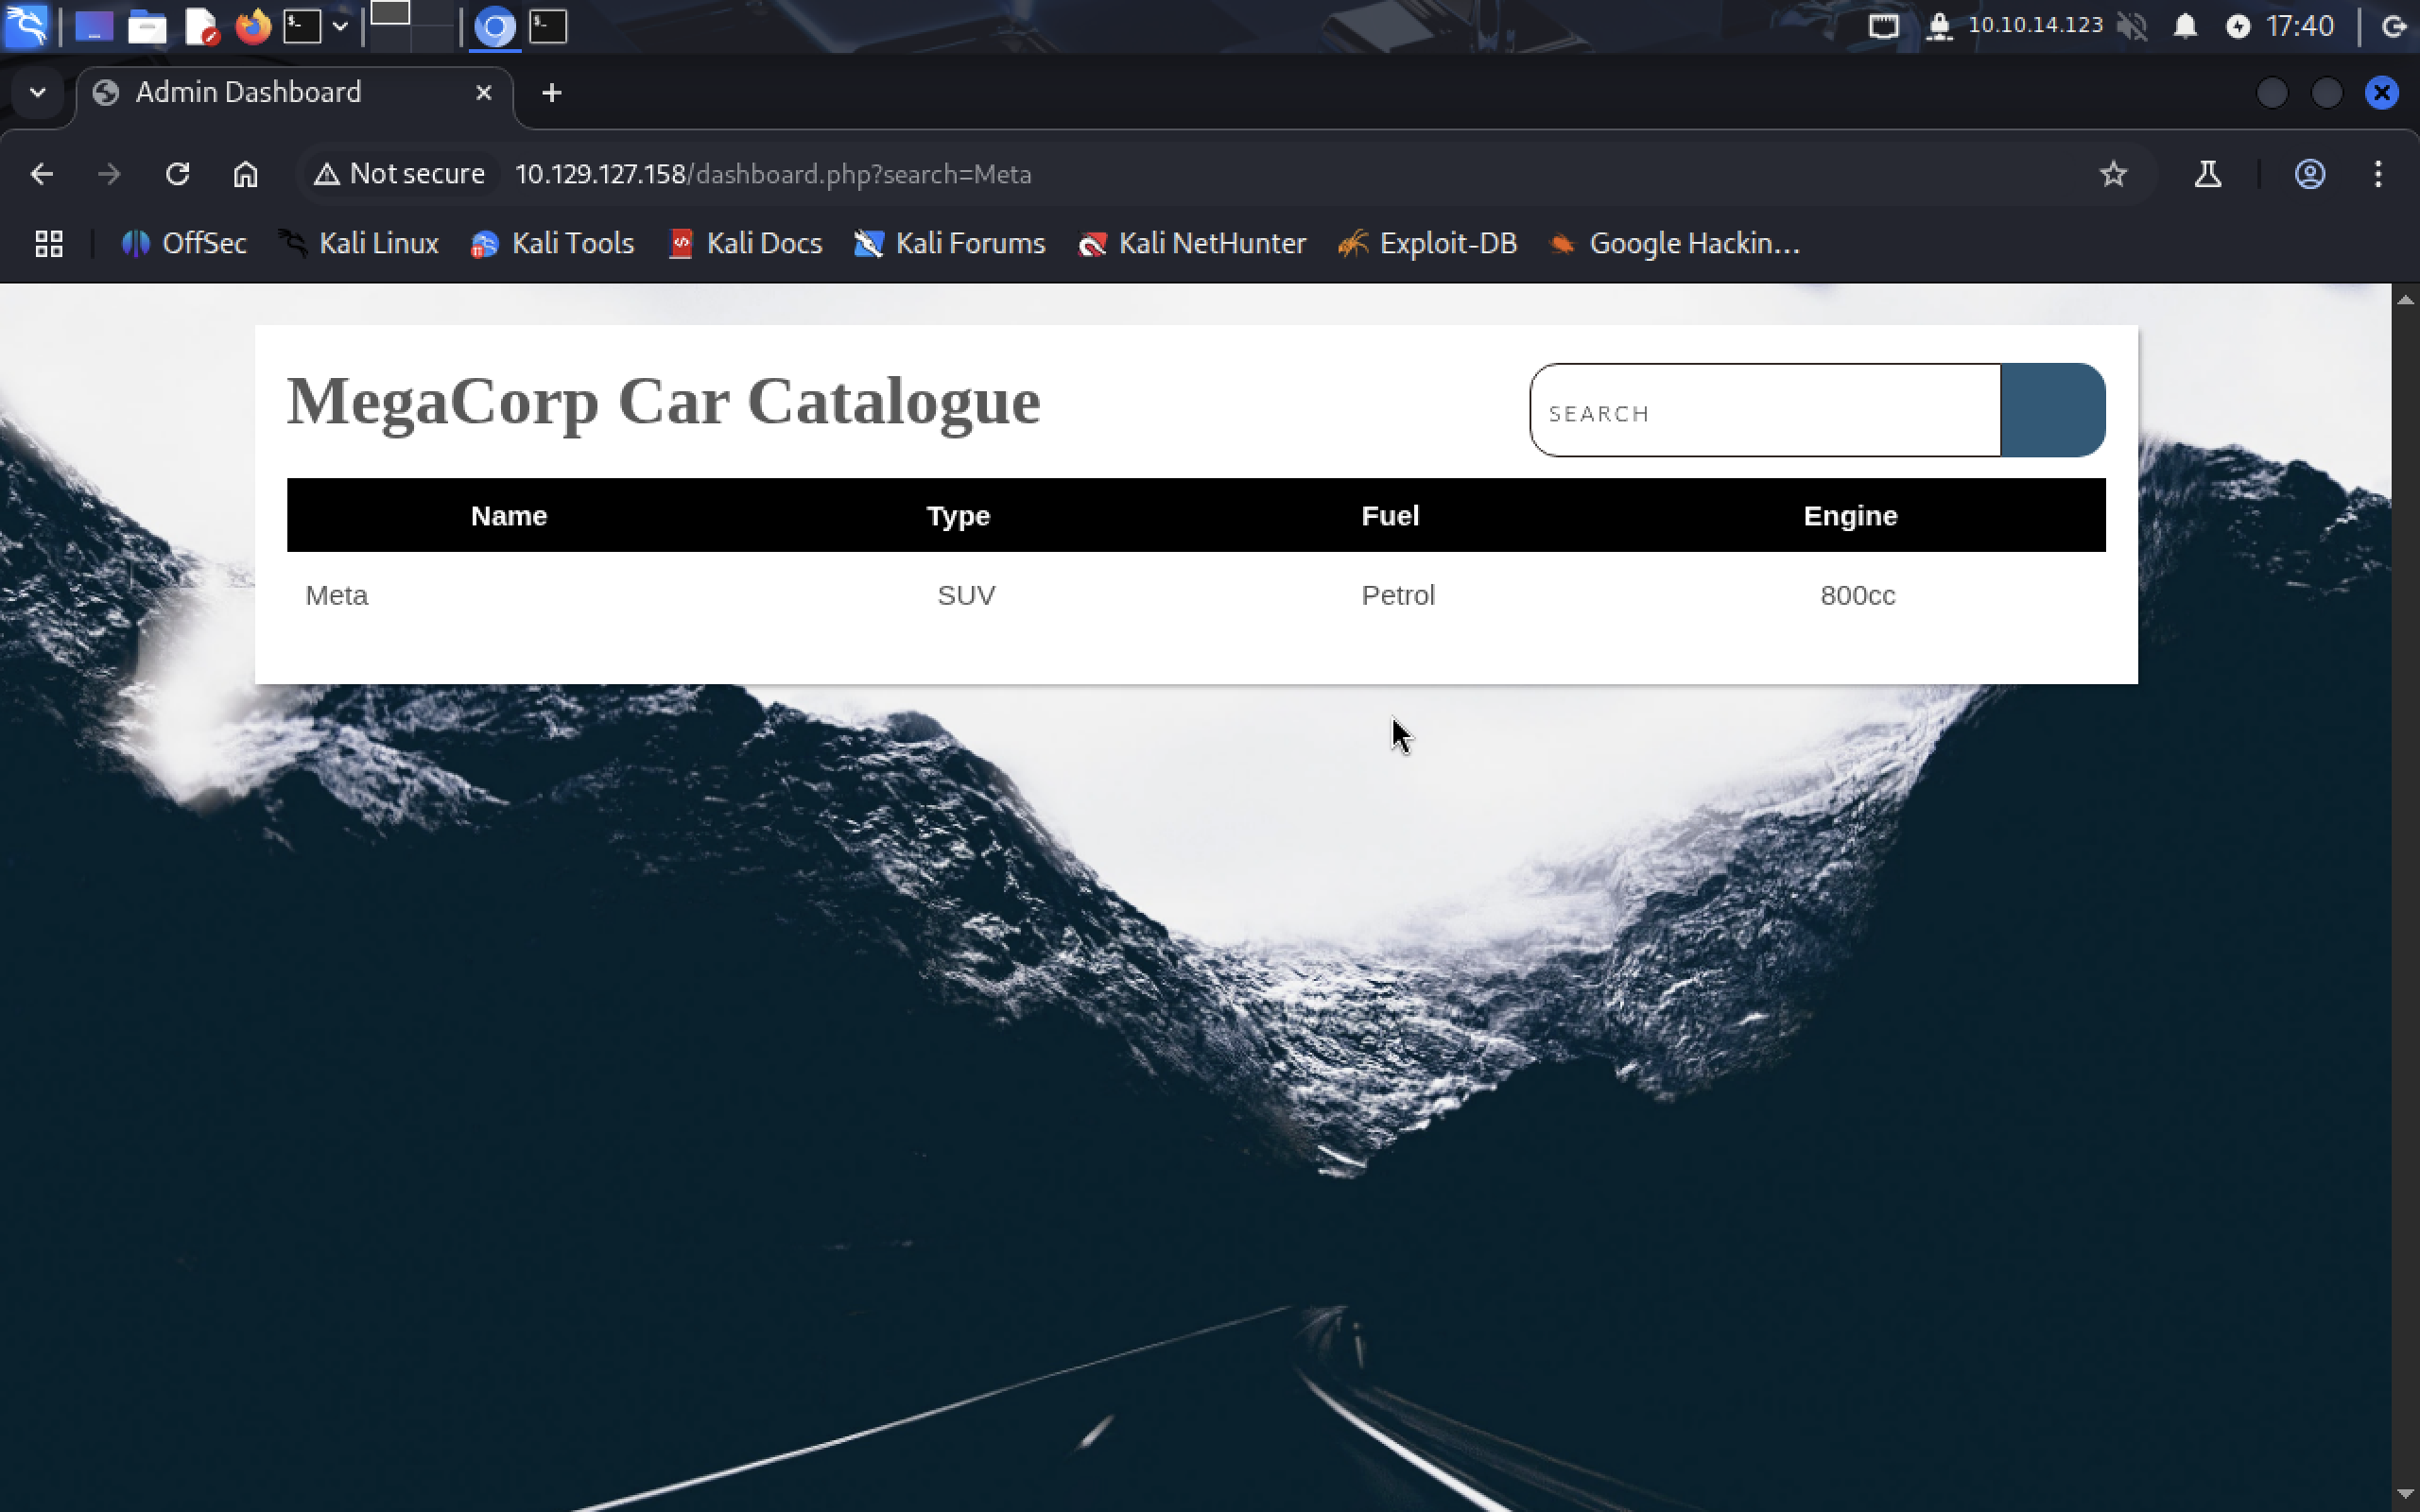 10.10.14.123 17:40
Admin Dashboard
Not secure 10.129.127.158/dashboard.php?search=Meta
OffSec Kali Linux Kali Tools Kali Docs Kali Forums Kali NetHunter Exploit-DB Google Hackin...
MegaCorp Car Catalogue
SEARCH
Name Type Fuel Engine
Meta SUV Petrol 800cc